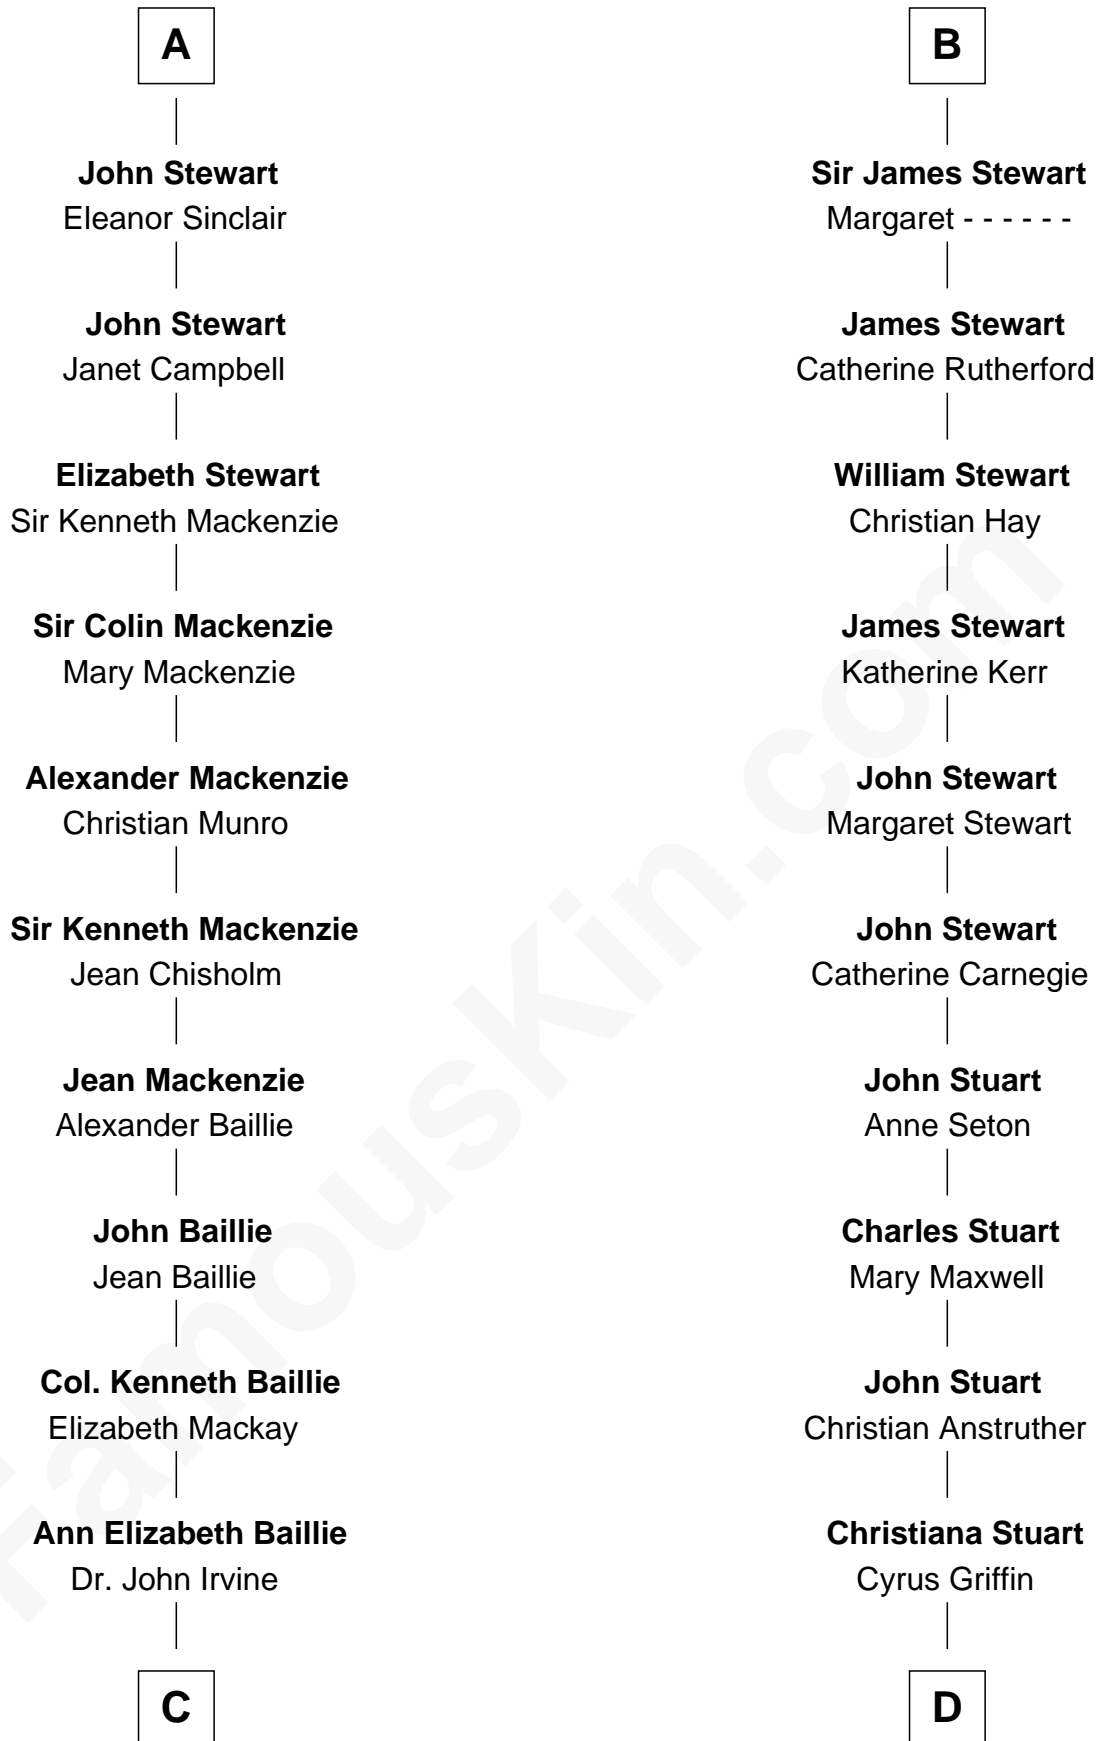 A
John Stewart
Eleanor Sinclair
John Stewart
Janet Campbell
Elizabeth Stewart
Sir Kenneth Mackenzie
Sir Colin Mackenzie
Mary Mackenzie
Alexander Mackenzie
Christian Munro
Sir Kenneth Mackenzie
Jean Chisholm
Jean Mackenzie
Alexander Baillie
John Baillie
Jean Baillie
Col. Kenneth Baillie
Elizabeth Mackay
Ann Elizabeth Baillie
Dr. John Irvine
C
B
Sir James Stewart
Margaret - - - - - -
James Stewart
Catherine Rutherford
William Stewart
Christian Hay
James Stewart
Katherine Kerr
John Stewart
Margaret Stewart
John Stewart
Catherine Carnegie
John Stuart
Anne Seton
Charles Stuart
Mary Maxwell
John Stuart
Christian Anstruther
Christiana Stuart
Cyrus Griffin
D
FamousKin.com